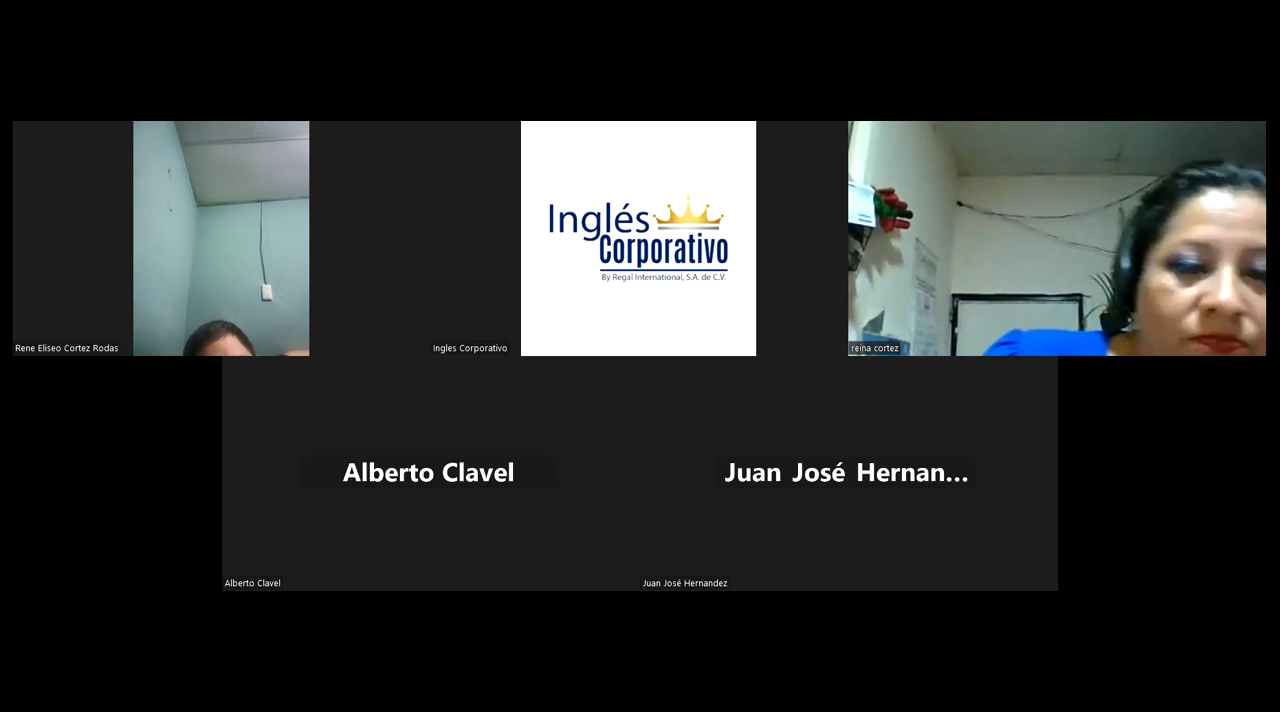 Inglés
Corporativo
By Regal International, S.A. de C.V.
Rene Eliseo Cortez Rodas
Ingles Corporativo
reina cortez
Alberto Clavel
Juan José Hernan...
Alberto Clavel
Juan José Hernandez